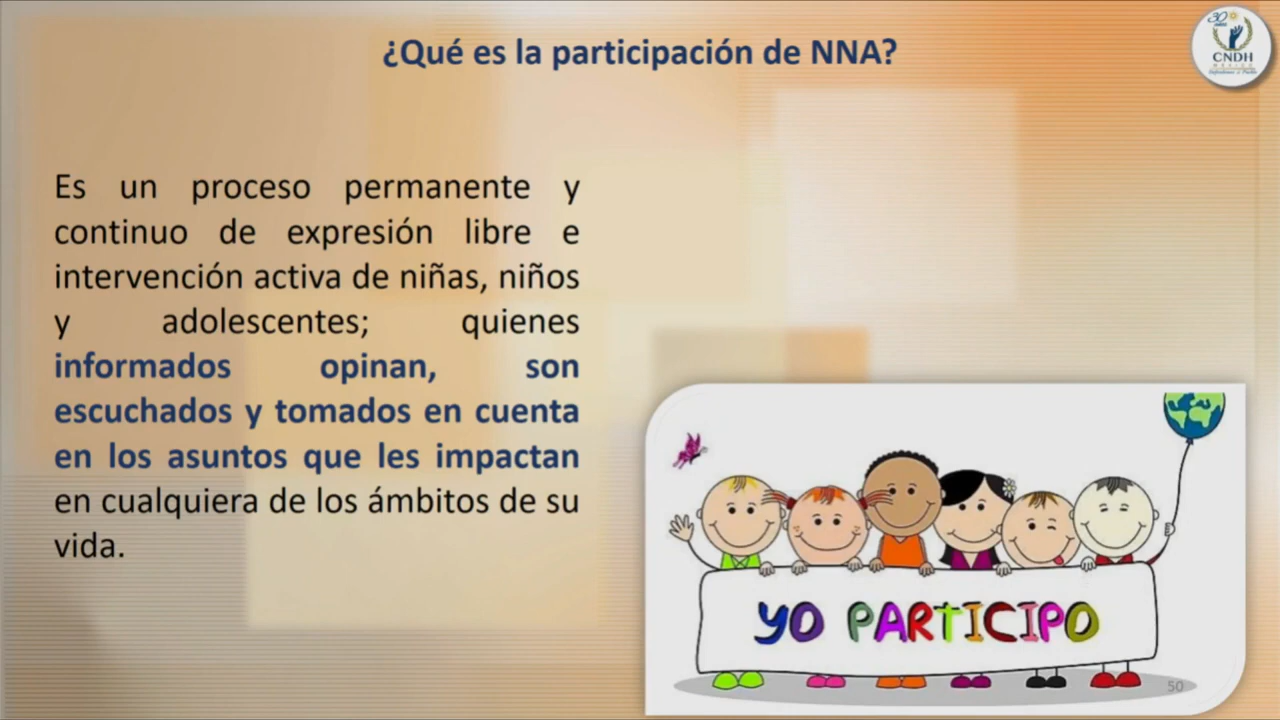 ¿Qué es la participación de NNA?
30
CNDH
MÉXICO
Es un proceso permanente y
continuo de expresión libre e
intervención activa de niñas, niños
y adolescentes; quienes
informados opinan, son
escuchados y tomados en cuenta
en los asuntos que les impactan
en cualquiera de los ámbitos de su
vida.
YO PARTICIPO
50